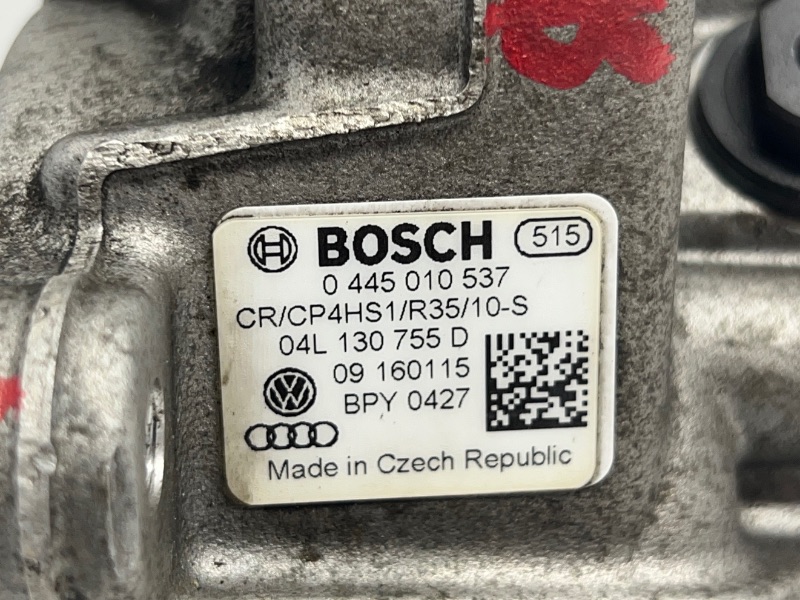 BOSCH 515
0 445 010 537
CR/CP4HS1/R35/10-S
04L 130 755 D
09 160115
BPY 0427
Made in Czech Republic